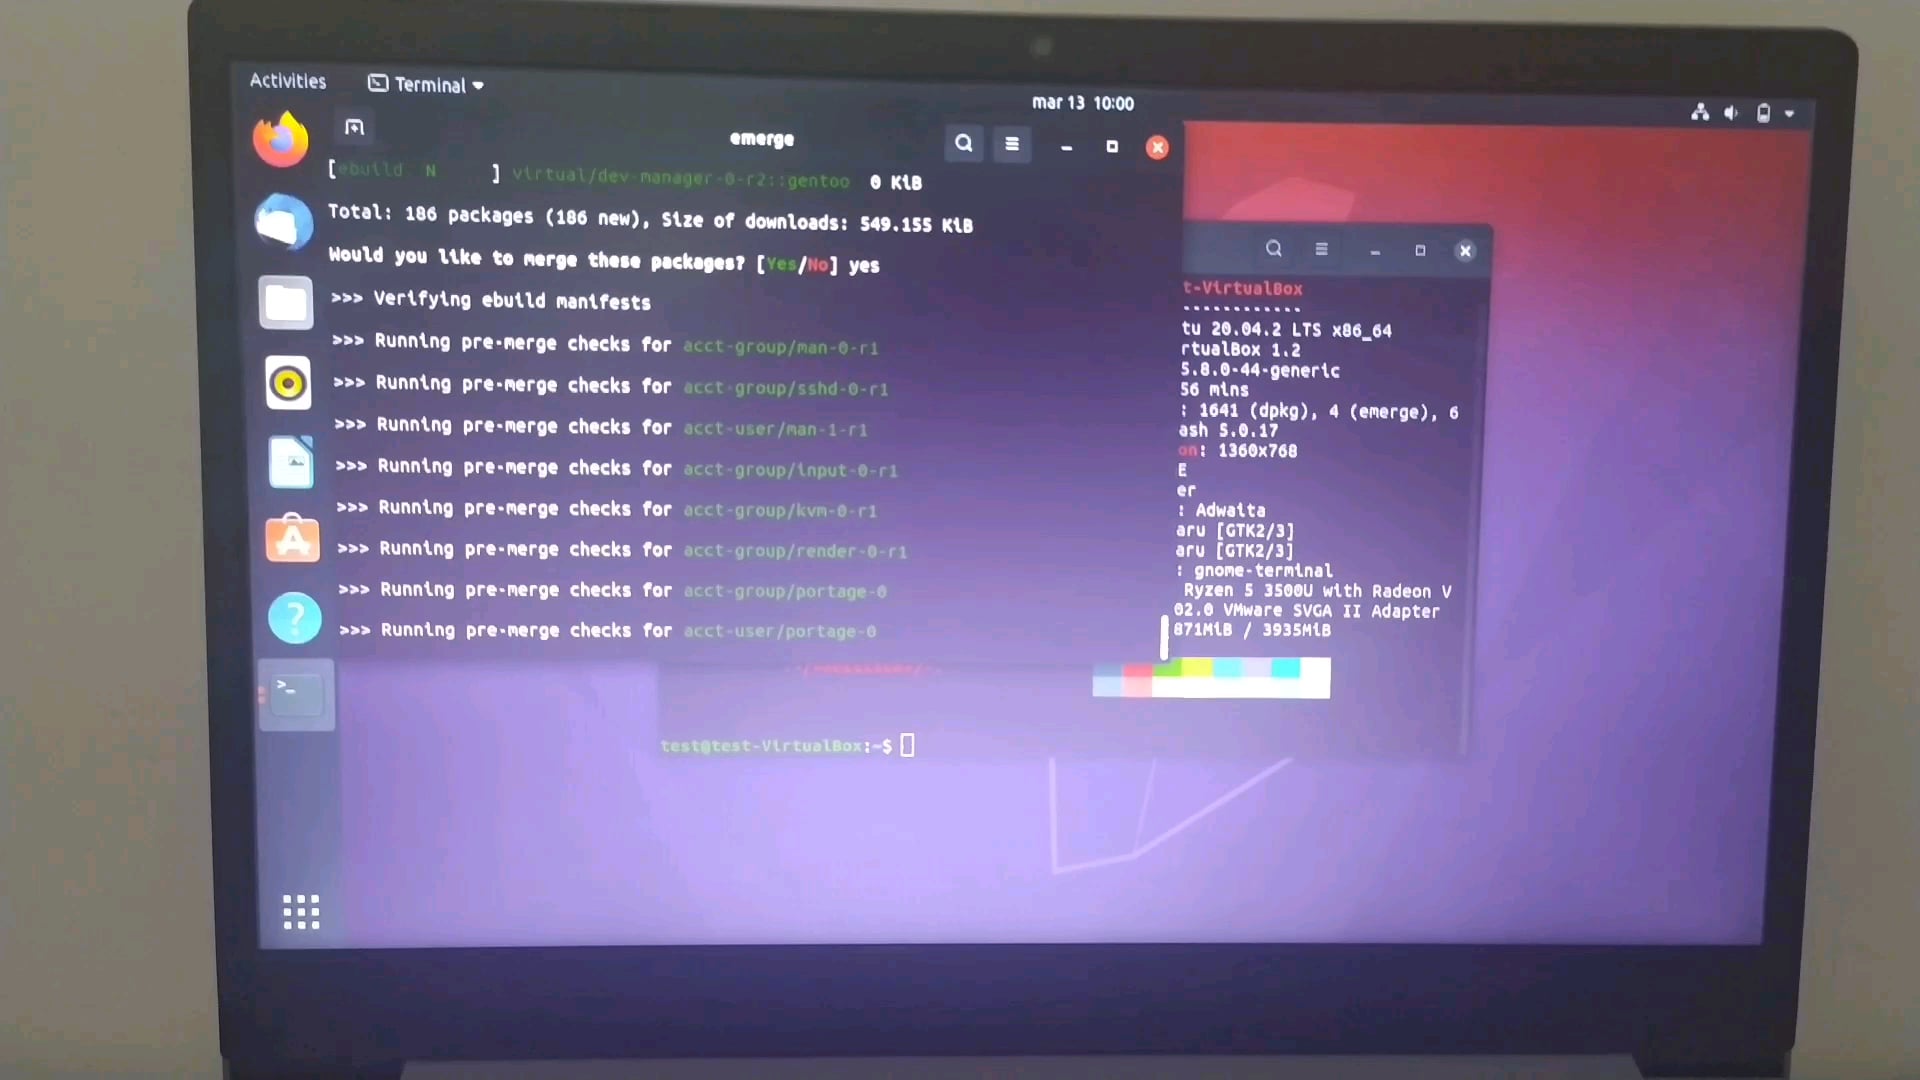 Activities
Terminal
mar 13 10:00
emerge
[ebuild N ] virtual/dev-manager-0-r2::gentoo 0 KiB
Total: 186 packages (186 new), Size of downloads: 549.155 KiB
Would you like to merge these packages? [Yes/No] yes
>>> Verifying ebuild manifests
>>> Running pre-merge checks for acct-group/man-0-r1
>>> Running pre-merge checks for acct-group/sshd-0-r1
>>> Running pre-merge checks for acct-user/man-1-r1
>>> Running pre-merge checks for acct-group/input-0-r1
>>> Running pre-merge checks for acct-group/kvm-0-r1
>>> Running pre-merge checks for acct-group/render-0-r1
>>> Running pre-merge checks for acct-group/portage-0
>>> Running pre-merge checks for acct-user/portage-0
t-VirtualBox
------------
tu 20.04.2 LTS x86_64
rtualBox 1.2
5.8.0-44-generic
56 mins
: 1641 (dpkg), 4 (emerge), 6
ash 5.0.17
on: 1360x768
E
er
: Adwaita
aru [GTK2/3]
aru [GTK2/3]
: gnome-terminal
Ryzen 5 3500U with Radeon V
02.0 VMware SVGA II Adapter
871MiB / 3935MiB
test@test-VirtualBox:~$